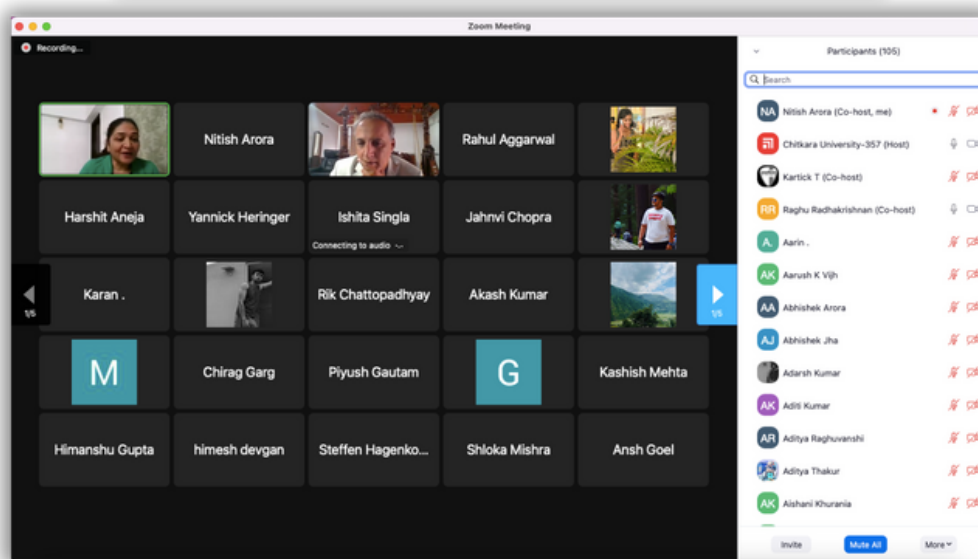 Zoom Meeting
Recording...
Nitish Arora
Rahul Aggarwal
Harshit Aneja
Yannick Heringer
Ishita Singla
Connecting to audio
Jahnvi Chopra
Karan .
Rik Chattopadhyay
Akash Kumar
1/5
1/5
M
Chirag Garg
Piyush Gautam
G
Kashish Mehta
Himanshu Gupta
himesh devgan
Steffen Hagenko...
Shloka Mishra
Ansh Goel
Participants (105)
Search
NA Nitish Arora (Co-host, me)
Chitkara University-357 (Host)
Kartick T (Co-host)
RR Raghu Radhakrishnan (Co-host)
A. Aarin .
AK Aarush K Vijh
AA Abhishek Arora
AJ Abhishek Jha
Adarsh Kumar
AK Aditi Kumar
AR Aditya Raghuvanshi
Aditya Thakur
AK Aishani Khurania
Invite
Mute All
More